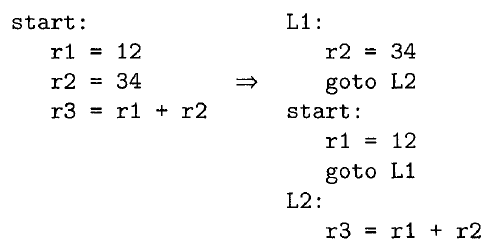 start:
r1 = 12
r2 = 34
r3 = r1 + r2
⇒
L1:
r2 = 34
goto L2
start:
r1 = 12
goto L1
L2:
r3 = r1 + r2